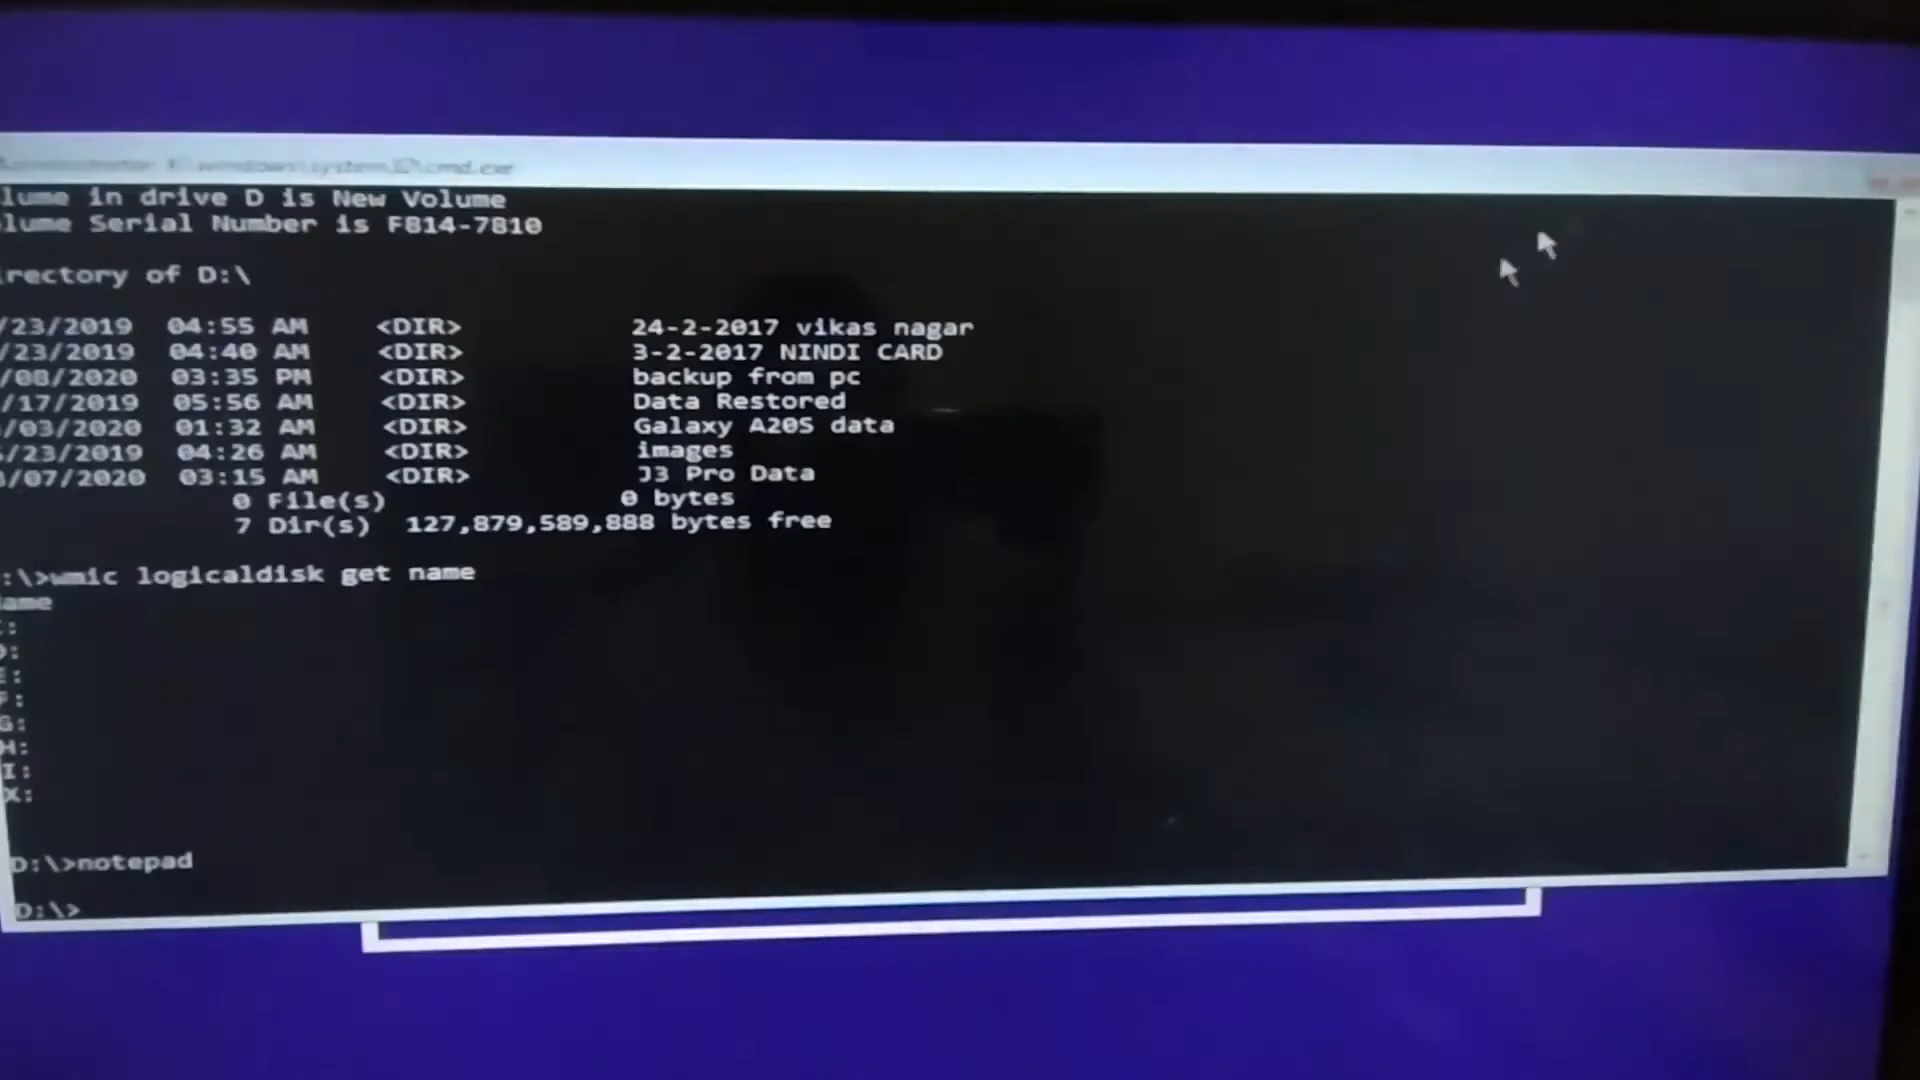 lume in drive D is New Volume
lume Serial Number is F814-7810
rectory of D:\
/23/2019 04:55 AM <DIR> 24-2-2017 vikas nagar
/23/2019 04:40 AM <DIR> 3-2-2017 NINDI CARD
/08/2020 03:35 PM <DIR> backup from pc
/17/2019 05:56 AM <DIR> Data Restored
/03/2020 01:32 AM <DIR> Galaxy A20S data
/23/2019 04:26 AM <DIR> images
/07/2020 03:15 AM <DIR> J3 Pro Data
0 File(s) 0 bytes
7 Dir(s) 127,879,589,888 bytes free
:\>wmic logicaldisk get name
ame
:
D:
E:
F:
G:
H:
I:
X:
D:\>notepad
D:\>